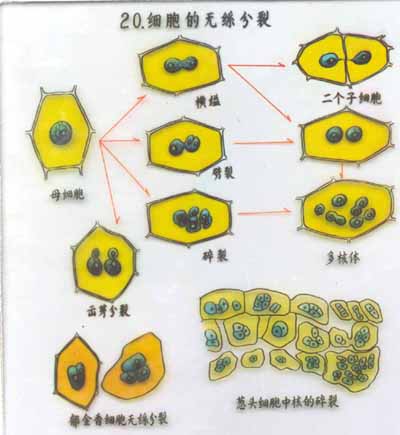 20.细胞的无丝分裂
横缢
二个子细胞
母细胞
劈裂
碎裂
多核体
出芽分裂
郁金香细胞无丝分裂
葱头细胞中核的碎裂